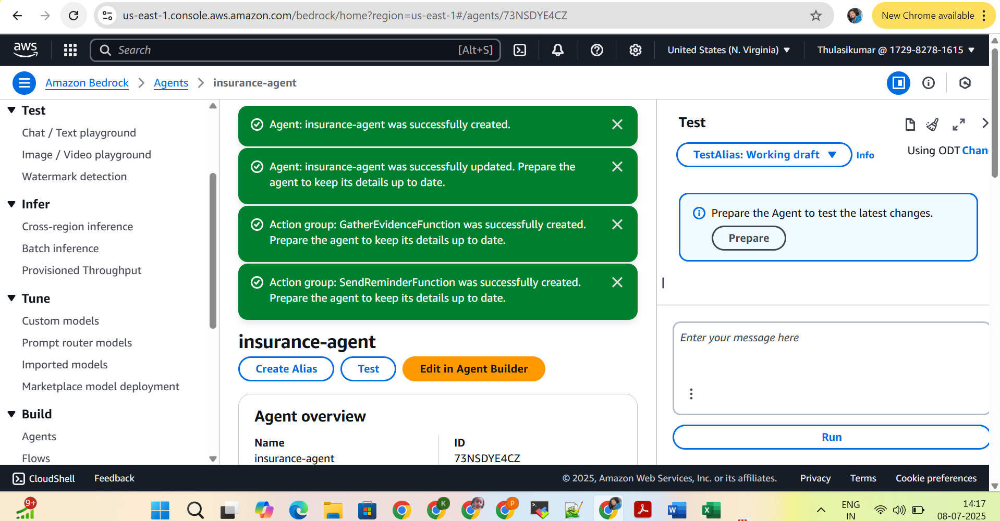 us-east-1.console.aws.amazon.com/bedrock/home?region=us-east-1#/agents/73NSDYE4CZ
New Chrome available
aws
Search
[Alt+S]
United States (N. Virginia)
Thulasikumar @ 1729-8278-1615
Amazon Bedrock
Agents
insurance-agent
Test
Chat / Text playground
Image / Video playground
Watermark detection
Infer
Cross-region inference
Batch inference
Provisioned Throughput
Tune
Custom models
Prompt router models
Imported models
Marketplace model deployment
Build
Agents
Flows
Agent: insurance-agent was successfully created.
Agent: insurance-agent was successfully updated. Prepare the
agent to keep its details up to date.
Action group: GatherEvidenceFunction was successfully created.
Prepare the agent to keep its details up to date.
Action group: SendReminderFunction was successfully created.
Prepare the agent to keep its details up to date.
insurance-agent
Create Alias
Test
Edit in Agent Builder
Agent overview
Name
insurance-agent
ID
73NSDYE4CZ
Test
TestAlias: Working draft
Info
Using ODT Chan
Prepare the Agent to test the latest changes.
Prepare
Enter your message here
Run
CloudShell
Feedback
© 2025, Amazon Web Services, Inc. or its affiliates.
Privacy
Terms
Cookie preferences
9+
K
P
W
X
ENG
IN
14:17
08-07-2025